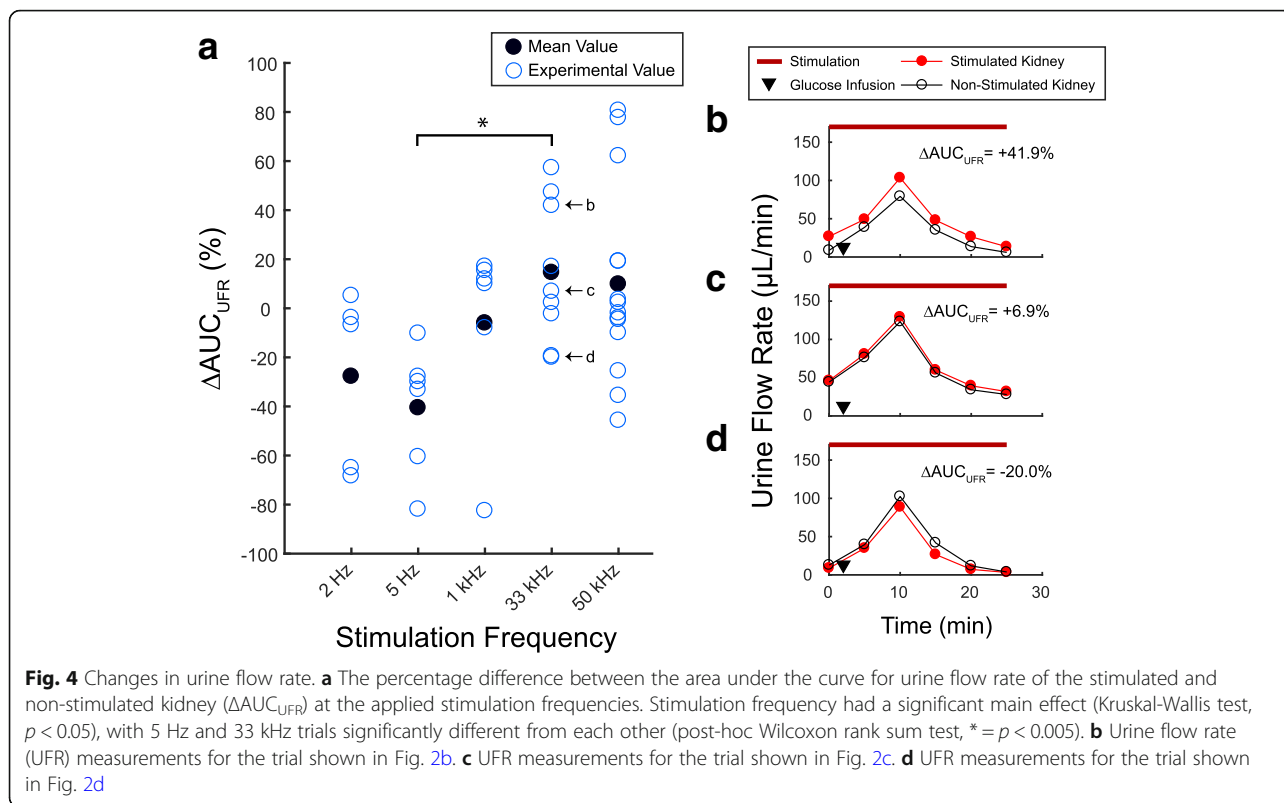 a
Mean Value
Experimental Value
100
80
60
40
20
0
-20
-40
-60
-80
-100
ΔAUCUFR (%)
*
←b
←c
←d
2 Hz
5 Hz
1 kHz
33 kHz
50 kHz
Stimulation Frequency
Stimulation
Stimulated Kidney
Glucose Infusion
Non-Stimulated Kidney
b
ΔAUCUFR= +41.9%
150
100
50
0
c
ΔAUCUFR= +6.9%
150
100
50
0
d
ΔAUCUFR= -20.0%
150
100
50
0
Urine Flow Rate (µL/min)
0
10
20
30
Time (min)
Fig. 4 Changes in urine flow rate. a The percentage difference between the area under the curve for urine flow rate of the stimulated and
non-stimulated kidney (ΔAUCUFR) at the applied stimulation frequencies. Stimulation frequency had a significant main effect (Kruskal-Wallis test,
p < 0.05), with 5 Hz and 33 kHz trials significantly different from each other (post-hoc Wilcoxon rank sum test, * = p < 0.005). b Urine flow rate
(UFR) measurements for the trial shown in Fig. 2b. c UFR measurements for the trial shown in Fig. 2c. d UFR measurements for the trial shown
in Fig. 2d